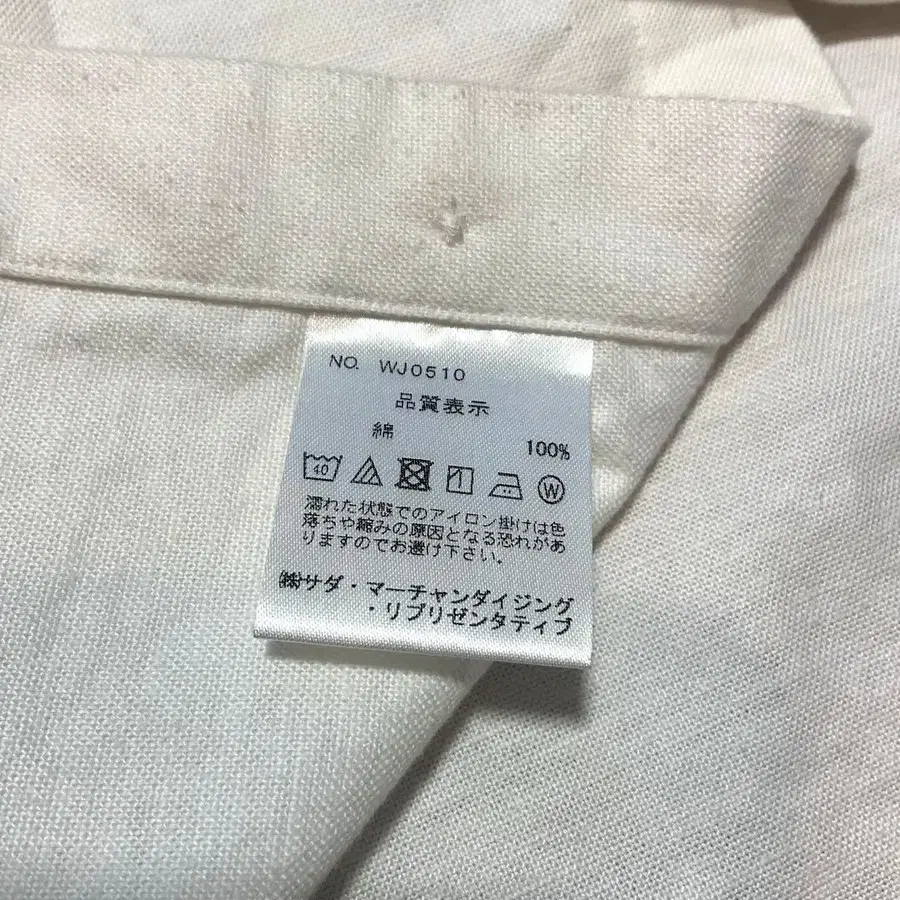 NO. WJ0510
品質表示
綿 100%
40 W
濡れた状態でのアイロン掛けは色
落ちや縮みの原因となる恐れがあ
りますのでお避け下さい。
㈱サダ・マーチャンダイジング
・リプリゼンタティブ